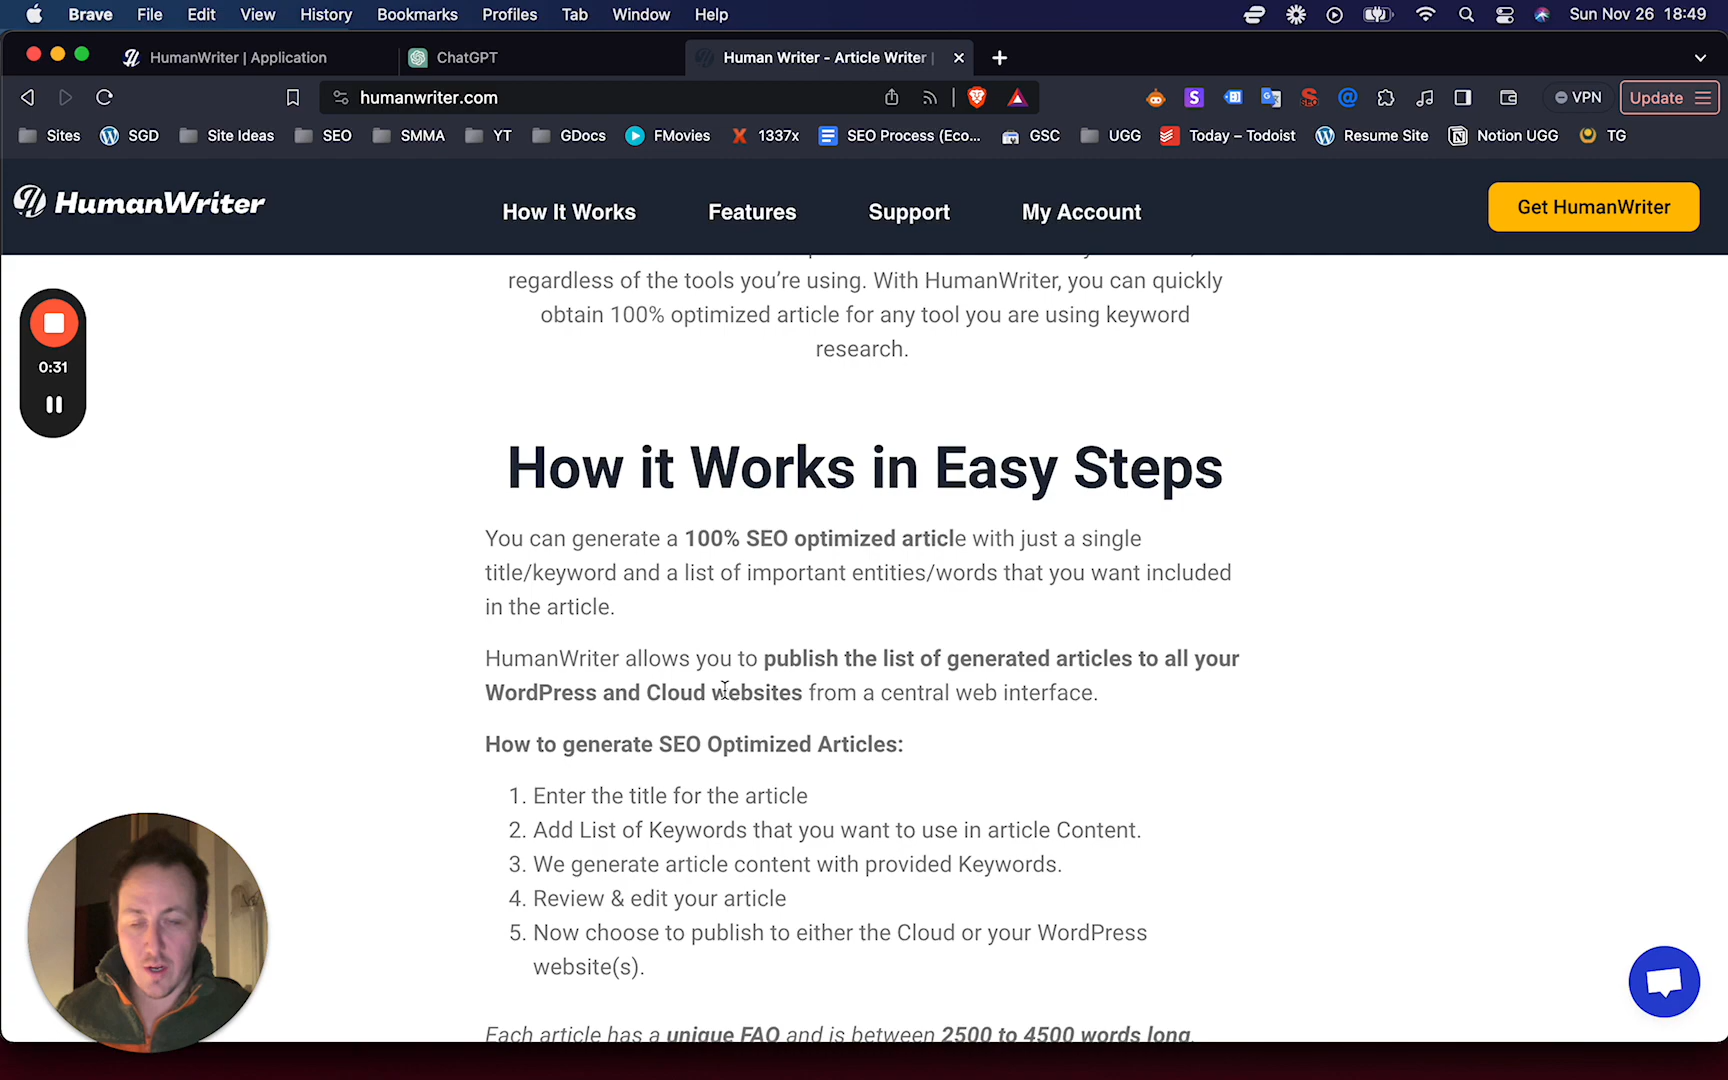 Brave File Edit View History Bookmarks Profiles Tab Window Help Sun Nov 26 18:49
HumanWriter | Application ChatGPT Human Writer - Article Writer |
humanwriter.com VPN Update
Sites SGD Site Ideas SEO SMMA YT GDocs FMovies 1337x SEO Process (Eco... GSC UGG Today – Todoist Resume Site Notion UGG TG
HumanWriter How It Works Features Support My Account Get HumanWriter
regardless of the tools you’re using. With HumanWriter, you can quickly
obtain 100% optimized article for any tool you are using keyword
research.
0:31
How it Works in Easy Steps
You can generate a 100% SEO optimized article with just a single
title/keyword and a list of important entities/words that you want included
in the article.
HumanWriter allows you to publish the list of generated articles to all your
WordPress and Cloud websites from a central web interface.
How to generate SEO Optimized Articles:
1. Enter the title for the article
2. Add List of Keywords that you want to use in article Content.
3. We generate article content with provided Keywords.
4. Review & edit your article
5. Now choose to publish to either the Cloud or your WordPress
website(s).
Each article has a unique FAQ and is between 2500 to 4500 words long.